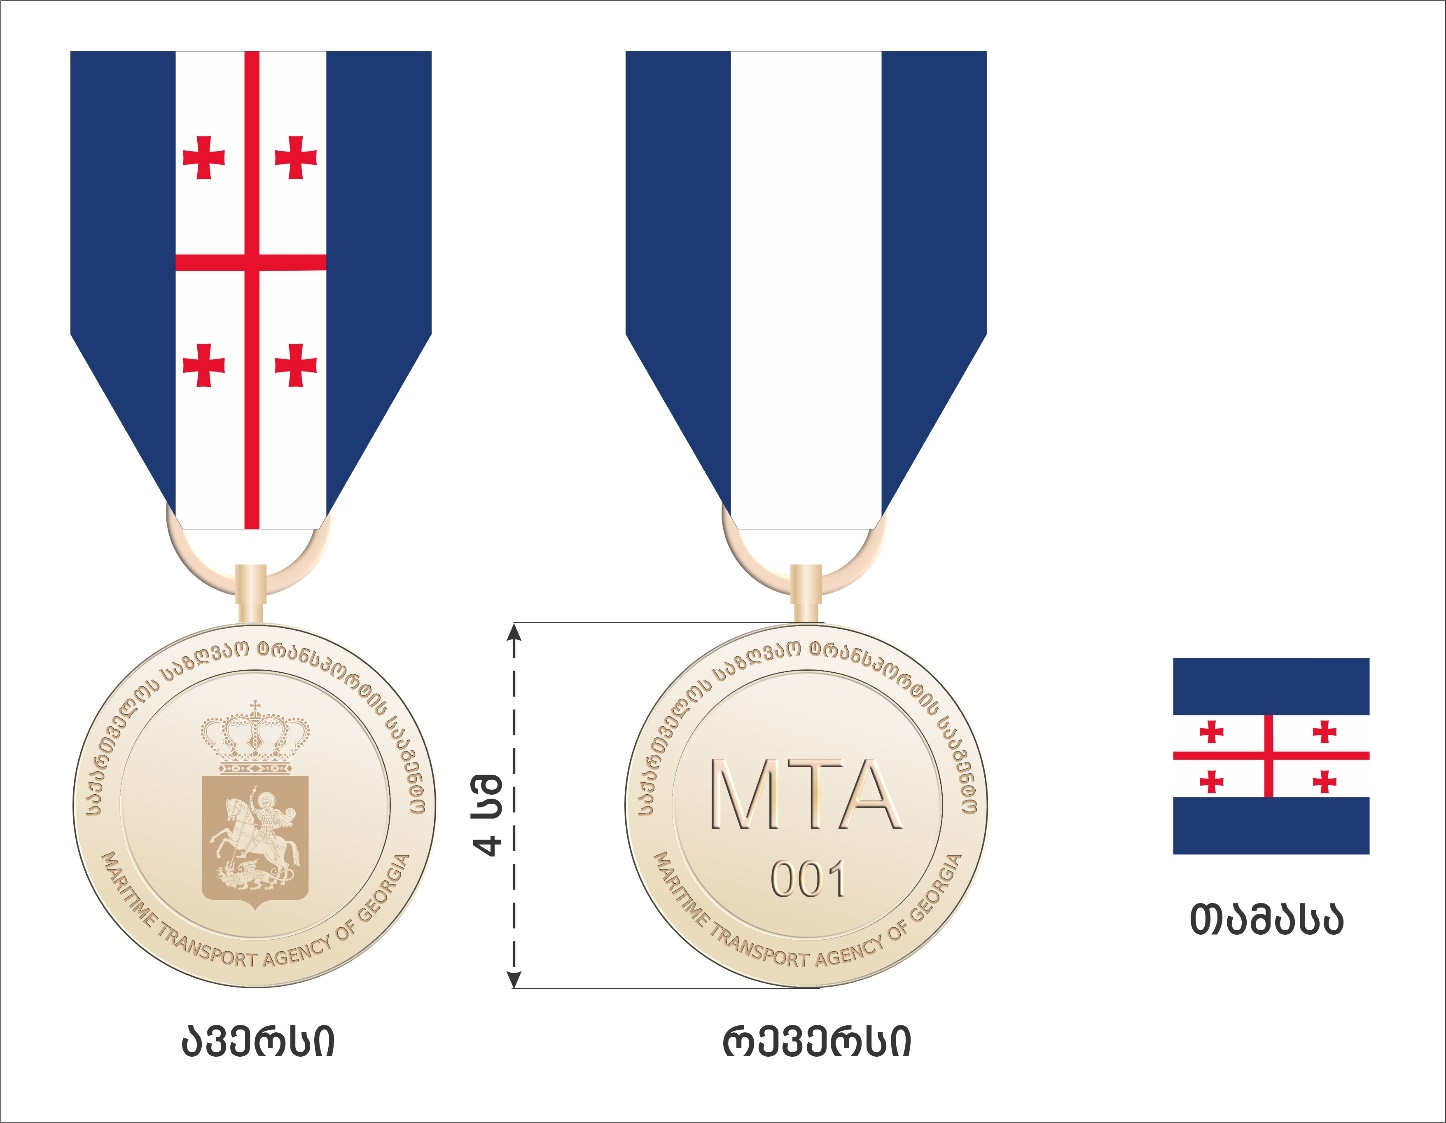 საქართველოს საზღვაო ტრანსპორტის სააგენტო
MARITIME TRANSPORT AGENCY OF GEORGIA
ავერსი
4 სმ
საქართველოს საზღვაო ტრანსპორტის სააგენტო
MTA
001
MARITIME TRANSPORT AGENCY OF GEORGIA
რევერსი
თამასა